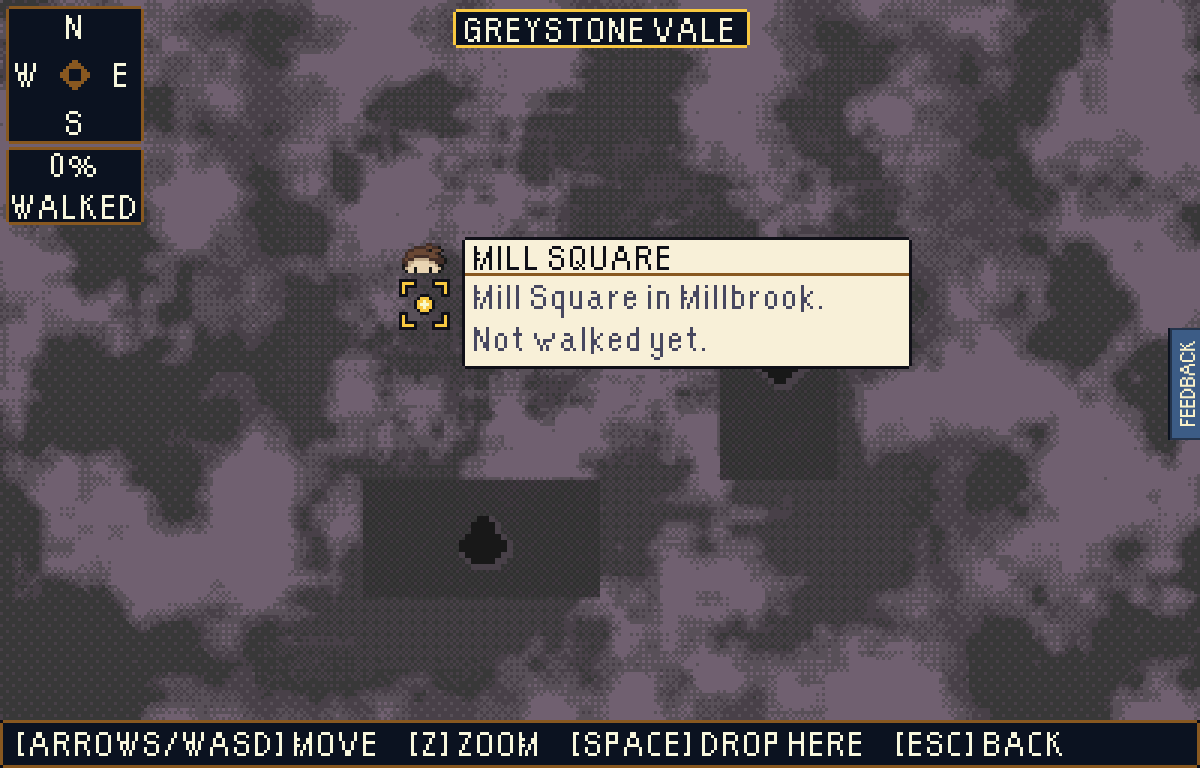 GREYSTONE VALE
N
W E
S
0%
WALKED
MILL SQUARE
Mill Square in Millbrook.
Not walked yet.
FEEDBACK
[ARROWS/WASD] MOVE [Z] ZOOM [SPACE] DROP HERE [ESC] BACK